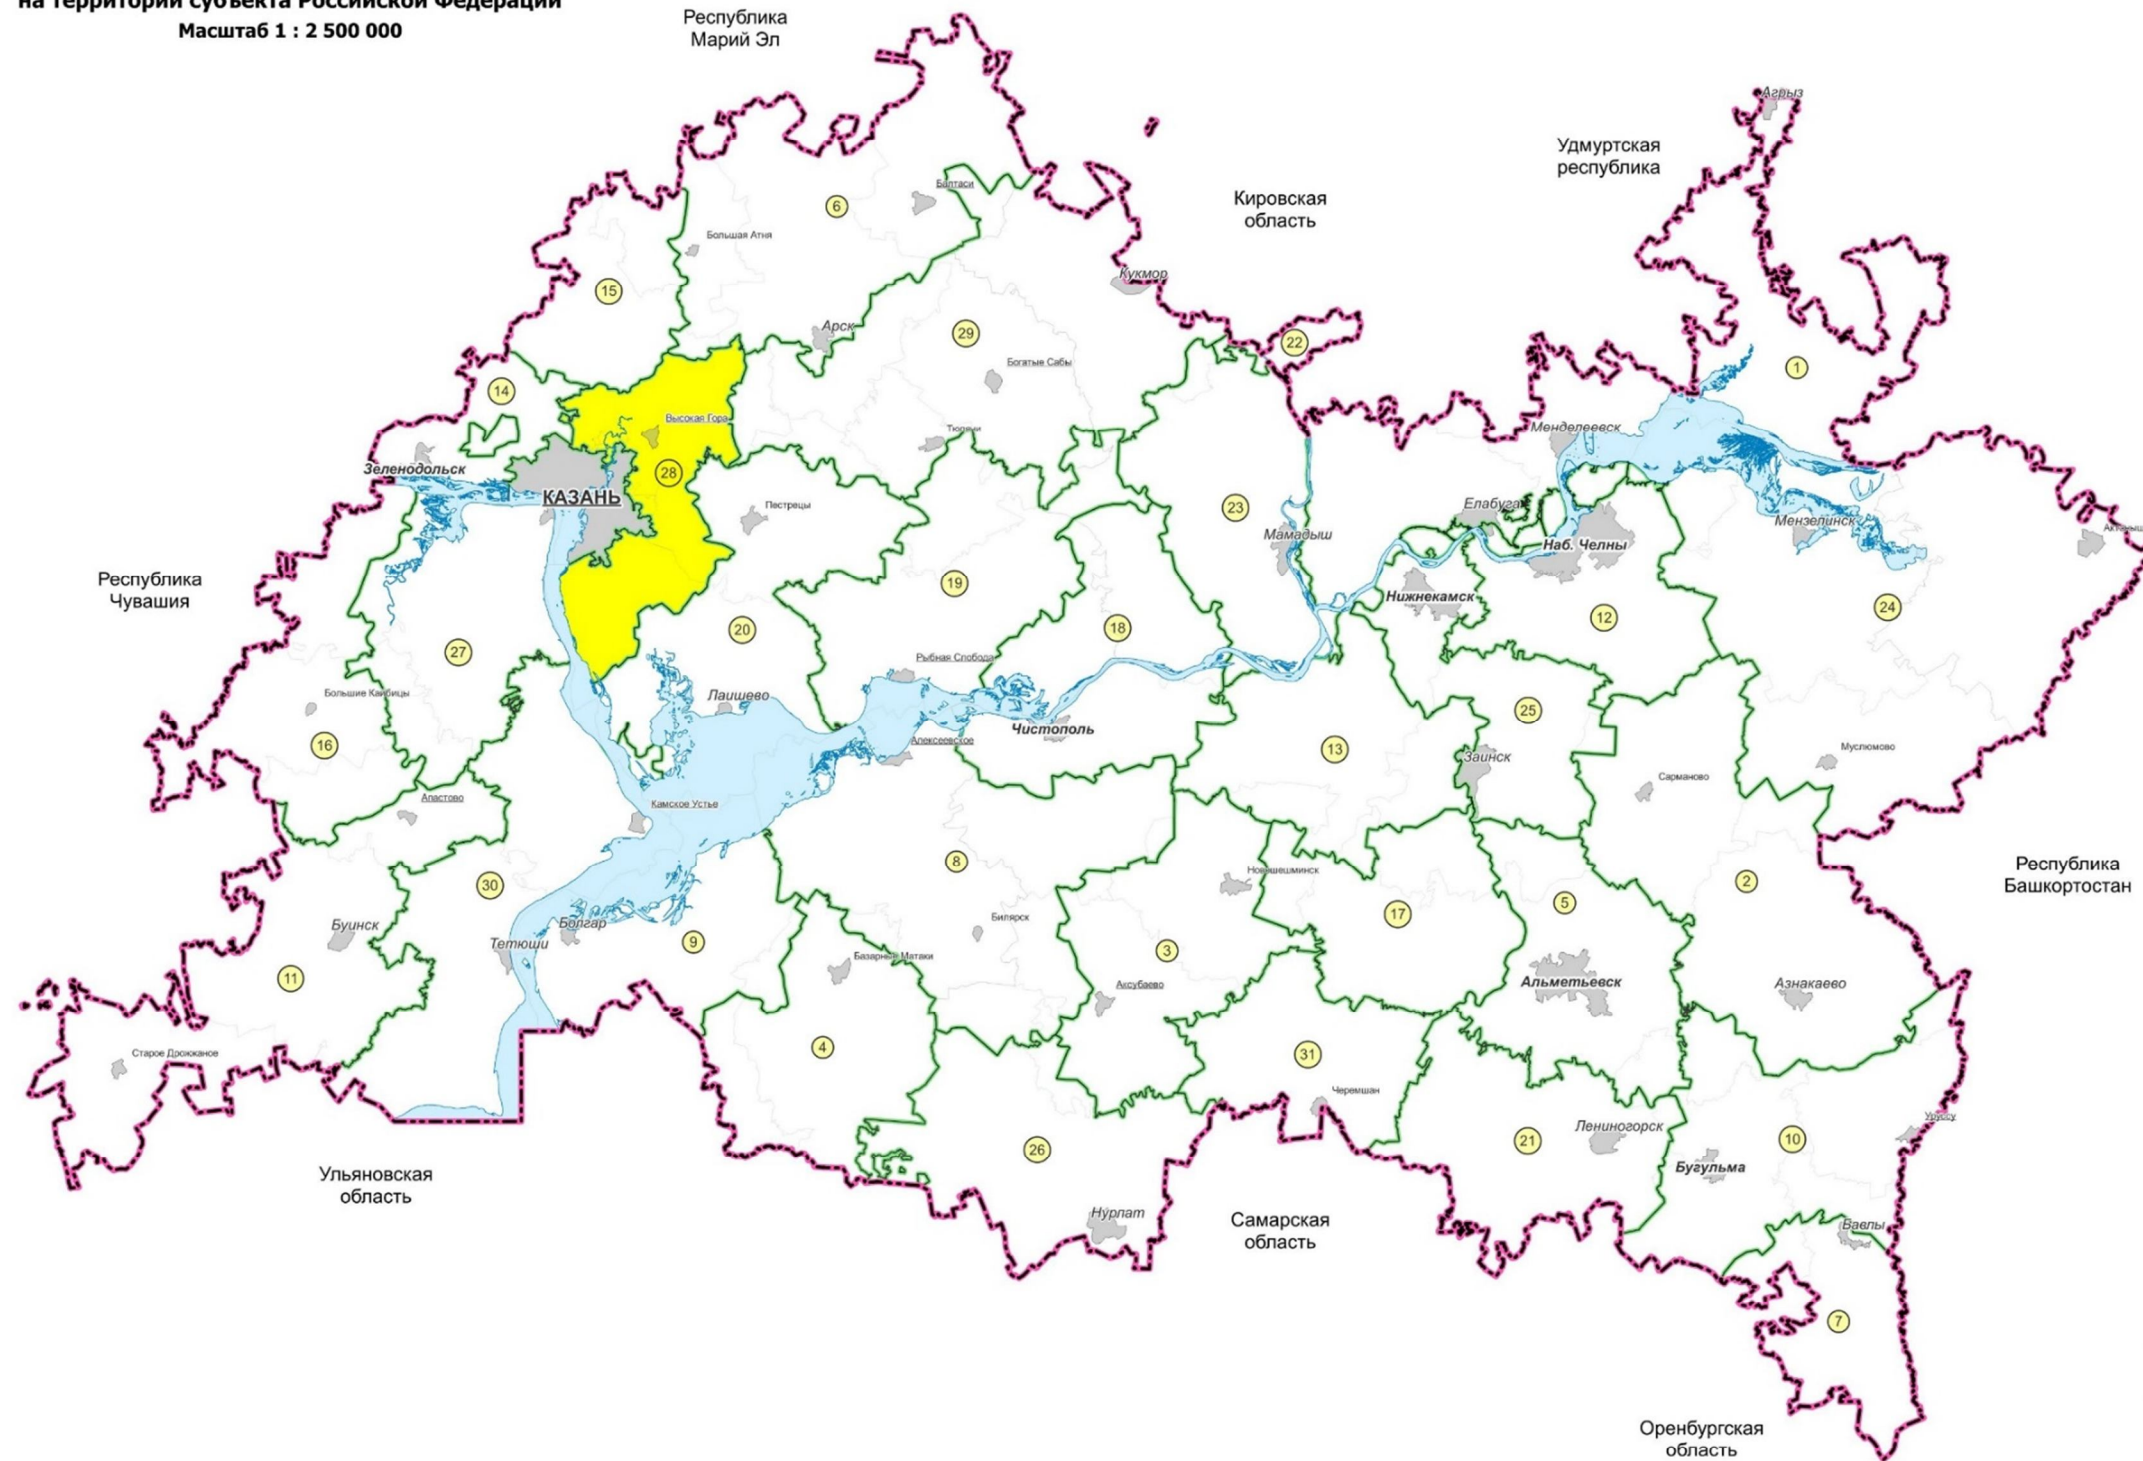 на территории субъекта Российской Федерации
Масштаб 1 : 2 500 000
Республика
Марий Эл
Агрыз
Удмуртская
республика
Кировская
область
Балтаси
6
Большая Атня
15
Кукмор
Арск
29
22
Богатые Сабы
1
14
Высокая Гора
Тюлячи
Менделеевск
Зеленодольск
28
КАЗАНЬ
Пестрецы
23
Мамадыш
Елабуга
Наб. Челны
Мензелинск
Республика
Чувашия
19
Нижнекамск
12
24
20
18
27
Рыбная Слобода
Большие Кайбицы
Лаишево
25
16
Алексеевское
Чистополь
13
Заинск
Муслюмово
Сарманово
Апастово
Камское Устье
8
Новошешминск
2
Республика
Башкортостан
30
17
5
Буинск
Болгар
Билярск
Тетюши
9
3
Базарные Матаки
11
Аксубаево
Альметьевск
Азнакаево
Старое Дрожжаное
4
31
Черемшан
Уруссу
Лениногорск
26
21
10
Бугульма
Ульяновская
область
Нурлат
Самарская
область
Бавлы
7
Оренбургская
область